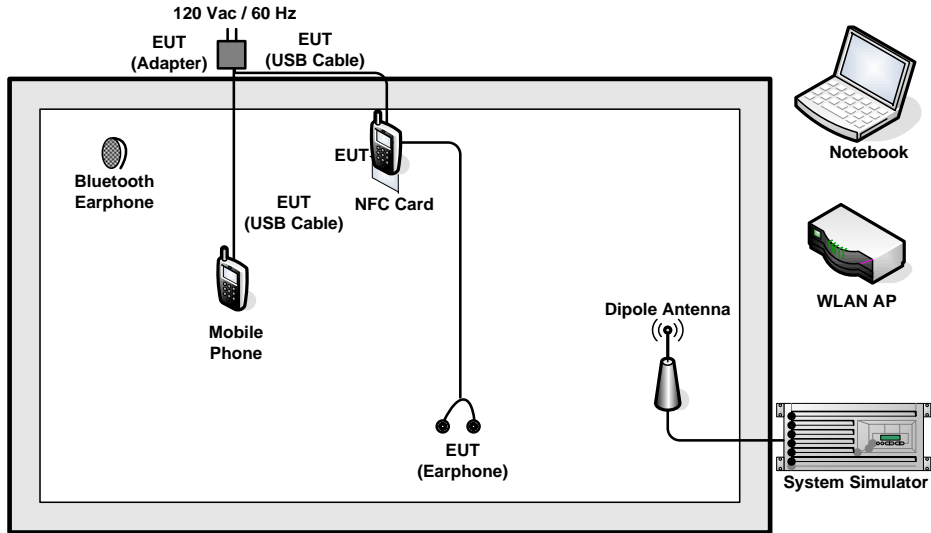 120 Vac / 60 Hz
EUT
(Adapter)
EUT
(USB Cable)
Notebook
Bluetooth
Earphone
EUT
NFC Card
EUT
(USB Cable)
WLAN AP
Mobile
Phone
Dipole Antenna
EUT
(Earphone)
System Simulator